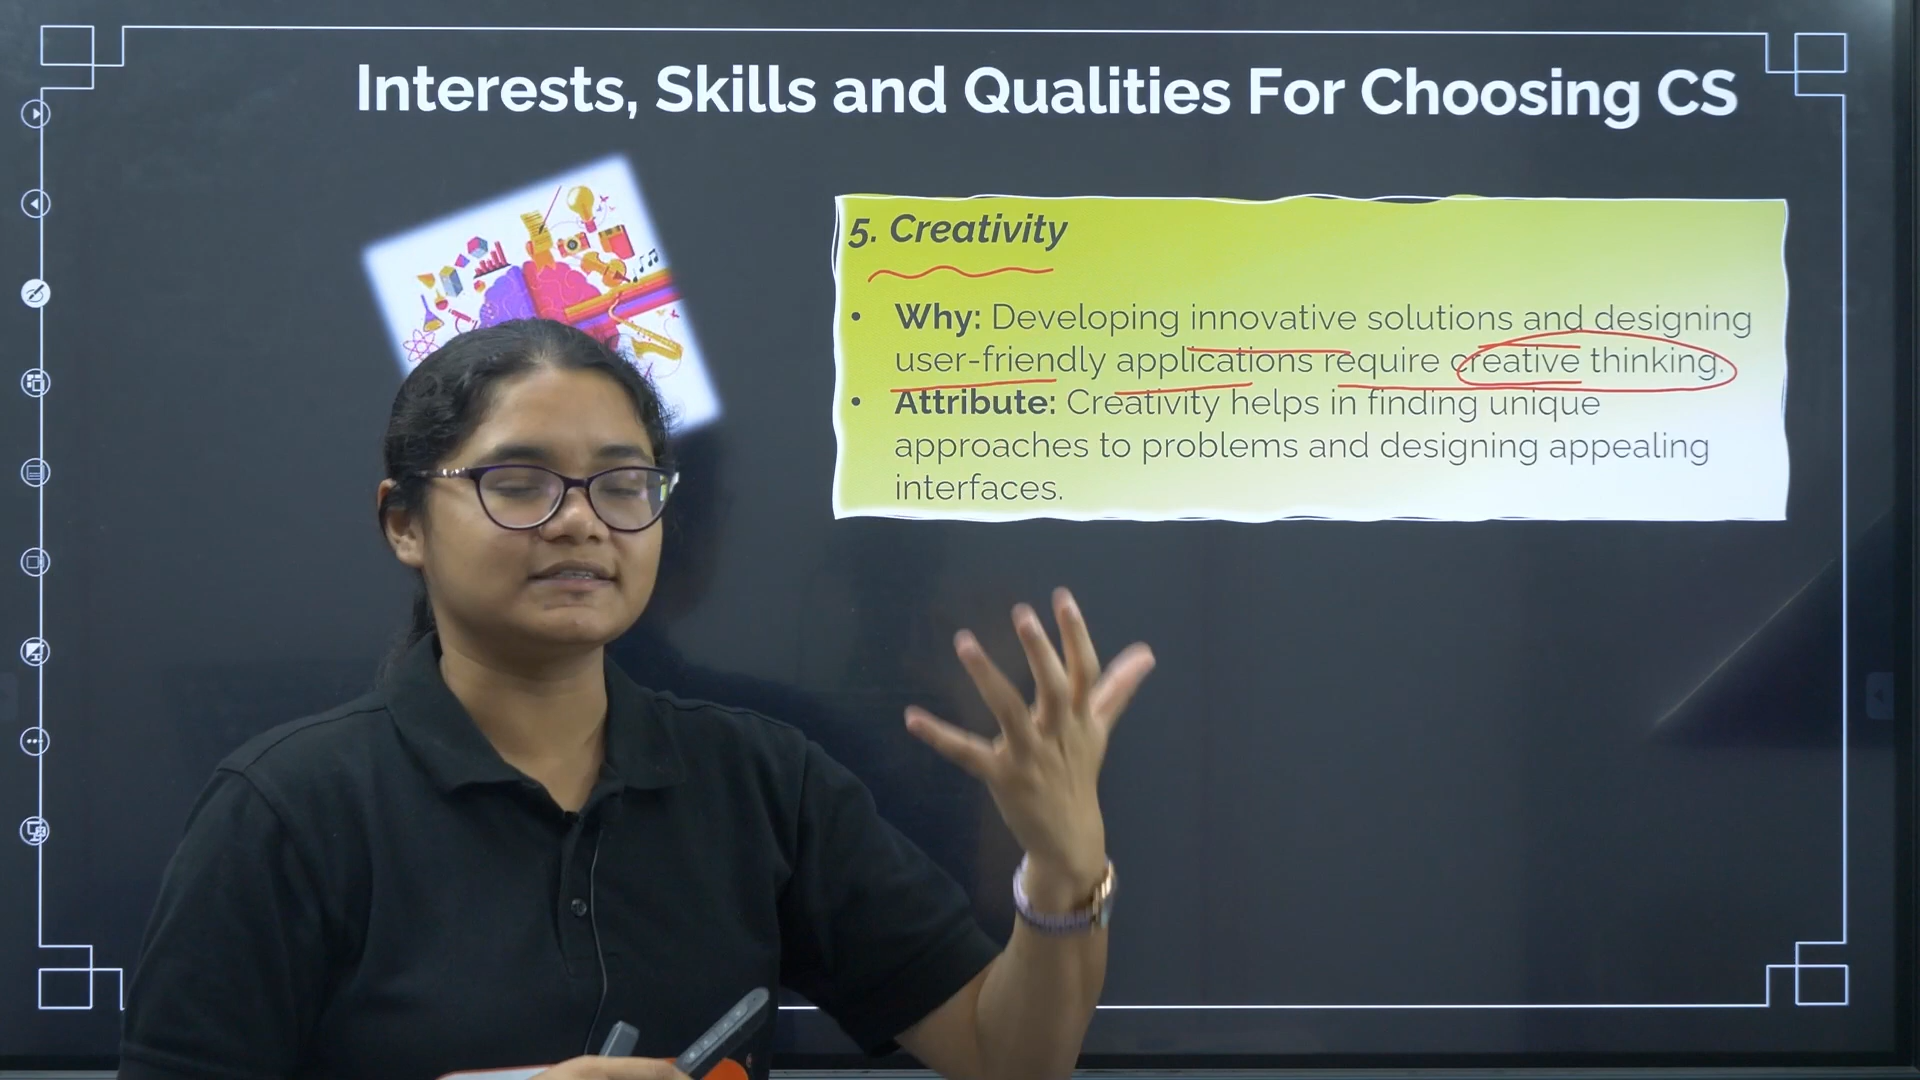 Interests, Skills and Qualities For Choosing CS
5. Creativity
• Why: Developing innovative solutions and designing
user-friendly applications require creative thinking.
• Attribute: Creativity helps in finding unique
approaches to problems and designing appealing
interfaces.